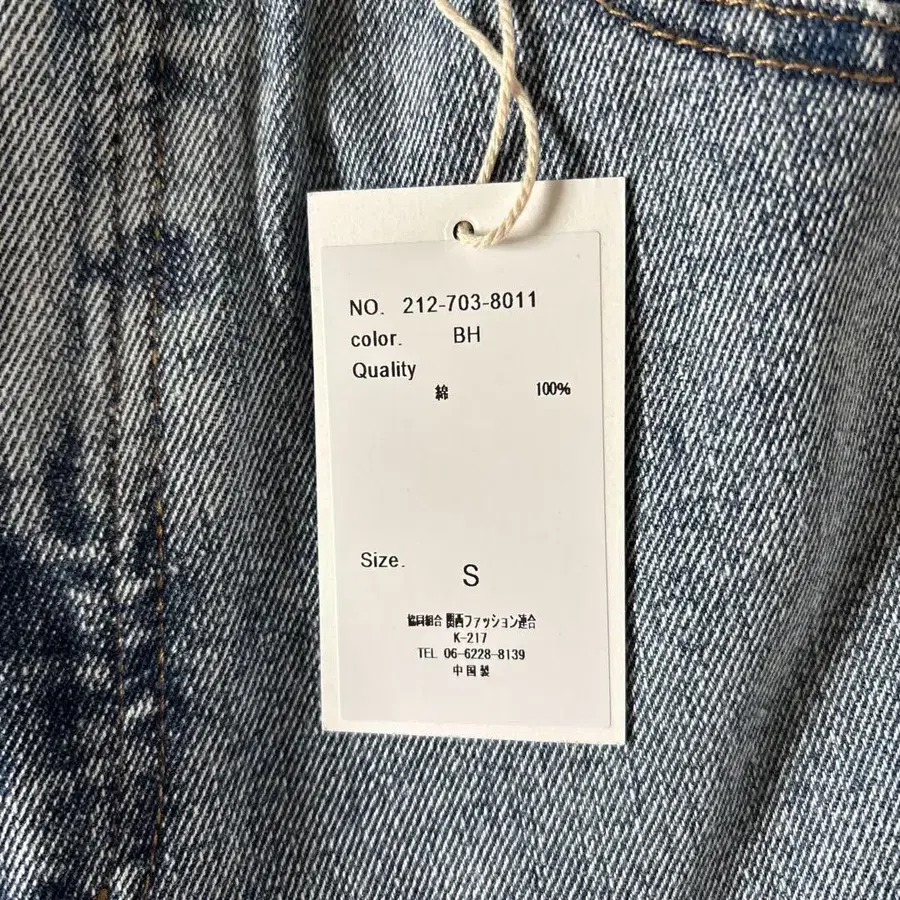 NO. 212-703-8011
color. BH
Quality
綿 100%
Size. S
協同組合 関西ファッション連合
K-217
TEL 06-6228-8139
中国製